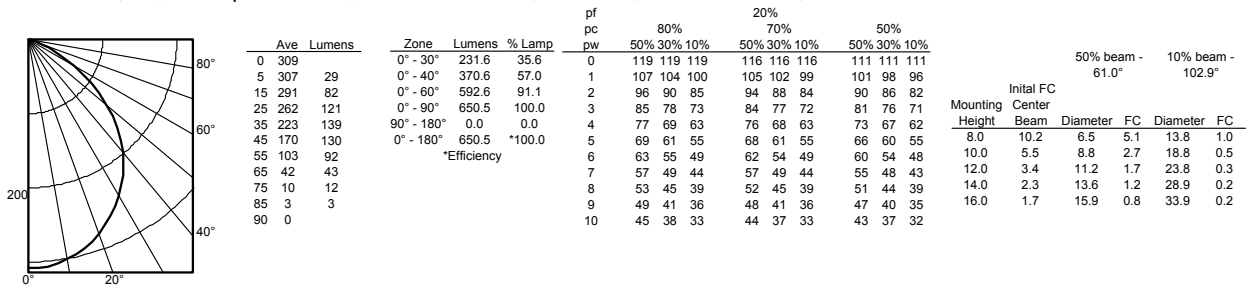 80°
60°
40°
20°
0°
200
Ave Lumens
0 309
5 307 29
15 291 82
25 262 121
35 223 139
45 170 130
55 103 92
65 42 43
75 10 12
85 3 3
90 0
Zone Lumens % Lamp
0° - 30° 231.6 35.6
0° - 40° 370.6 57.0
0° - 60° 592.6 91.1
0° - 90° 650.5 100.0
90° - 180° 0.0 0.0
0° - 180° 650.5 *100.0
*Efficiency
pf 20%
pc 80% 70% 50%
pw 50% 30% 10% 50% 30% 10% 50% 30% 10%
0 119 119 119 116 116 116 111 111 111
1 107 104 100 105 102 99 101 98 96
2 96 90 85 94 88 84 90 86 82
3 85 78 73 84 77 72 81 76 71
4 77 69 63 76 68 63 73 67 62
5 69 61 55 68 61 55 66 60 55
6 63 55 49 62 54 49 60 54 48
7 57 49 44 57 49 44 55 48 43
8 53 45 39 52 45 39 51 44 39
9 49 41 36 48 41 36 47 40 35
10 45 38 33 44 37 33 43 37 32
50% beam - 10% beam -
61.0° 102.9°
Inital FC
Mounting Center
Height Beam Diameter FC Diameter FC
8.0 10.2 6.5 5.1 13.8 1.0
10.0 5.5 8.8 2.7 18.8 0.5
12.0 3.4 11.2 1.7 23.8 0.3
14.0 2.3 13.6 1.2 28.9 0.2
16.0 1.7 15.9 0.8 33.9 0.2